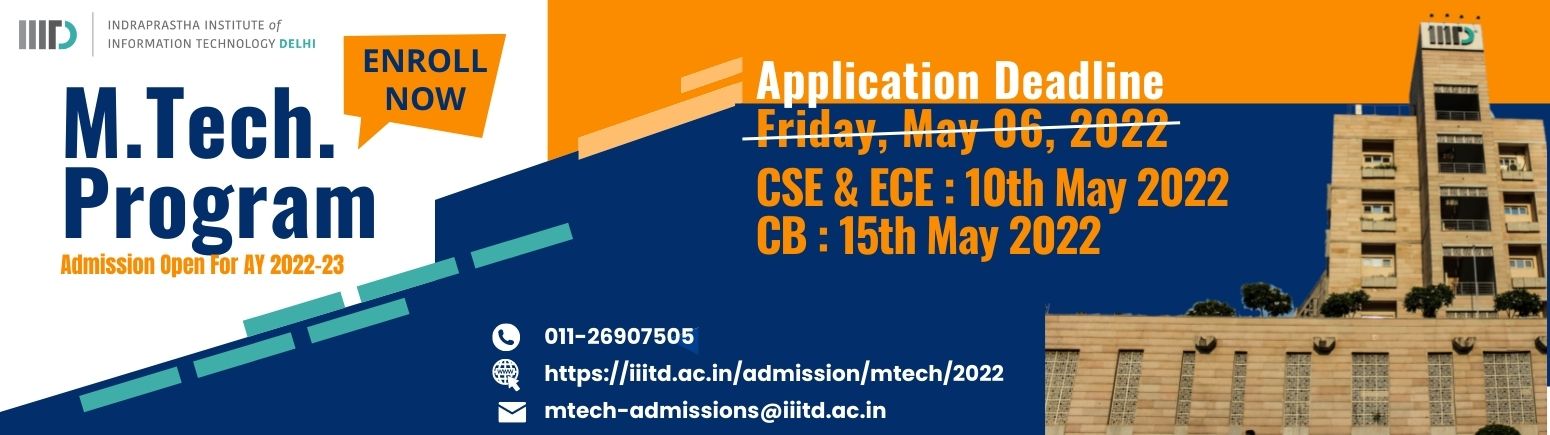 IIITD
INDRAPRASTHA INSTITUTE of
INFORMATION TECHNOLOGY DELHI
M.Tech.
Program
Admission Open For AY 2022-23
ENROLL
NOW
Application Deadline
Friday, May 06, 2022
CSE & ECE : 10th May 2022
CB : 15th May 2022
011-26907505
https://iiitd.ac.in/admission/mtech/2022
mtech-admissions@iiitd.ac.in
IIITD